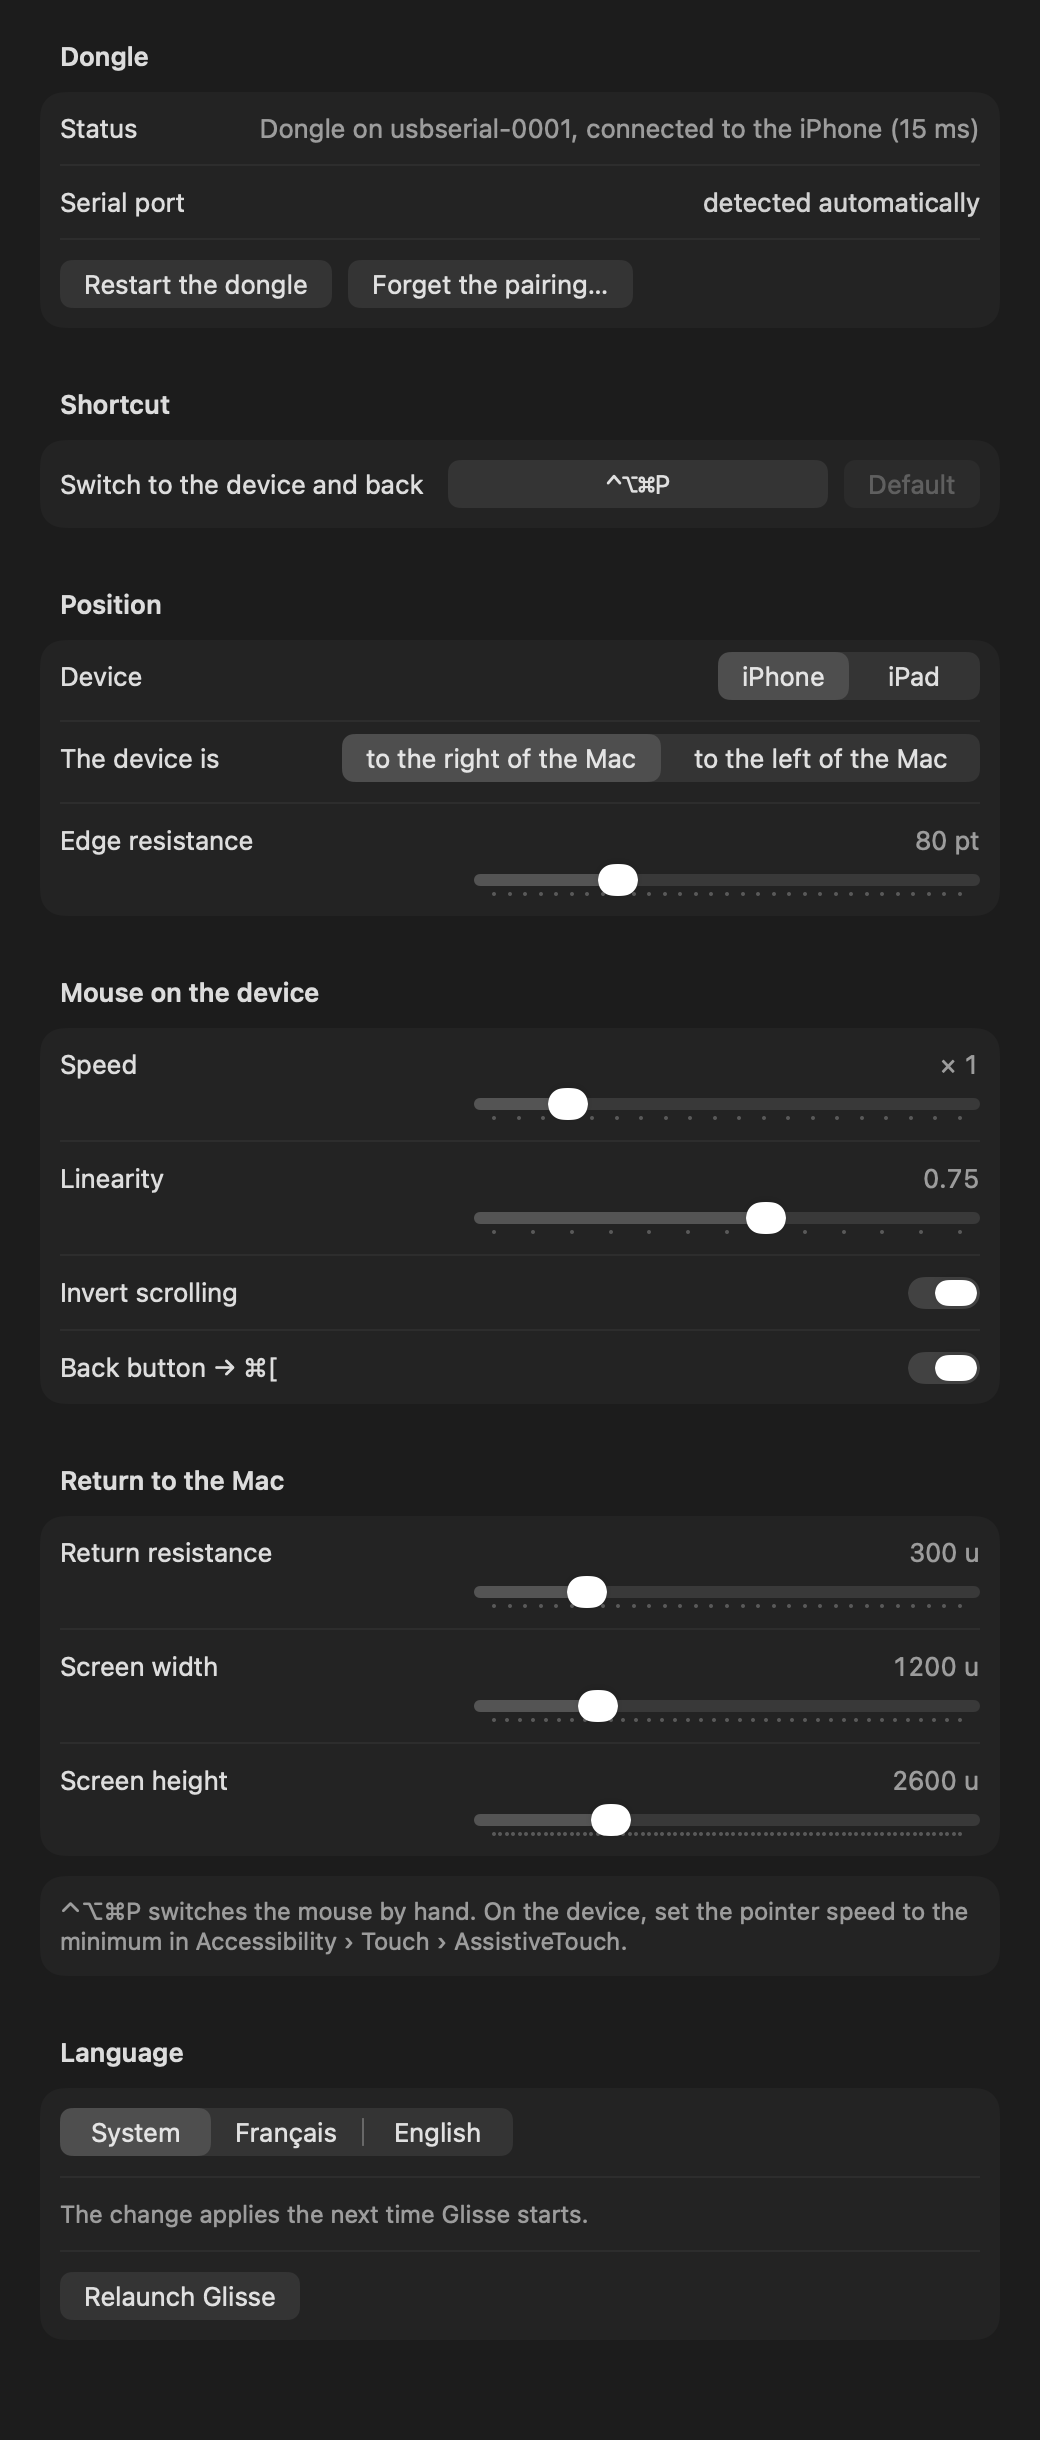 Dongle
Status Dongle on usbserial-0001, connected to the iPhone (15 ms)
Serial port detected automatically
Restart the dongle Forget the pairing...
Shortcut
Switch to the device and back ^⌥⌘P Default
Position
Device iPhone iPad
The device is to the right of the Mac to the left of the Mac
Edge resistance 80 pt
Mouse on the device
Speed × 1
Linearity 0.75
Invert scrolling
Back button → ⌘[
Return to the Mac
Return resistance 300 u
Screen width 1200 u
Screen height 2600 u
^⌥⌘P switches the mouse by hand. On the device, set the pointer speed to the
minimum in Accessibility › Touch › AssistiveTouch.
Language
System Français English
The change applies the next time Glisse starts.
Relaunch Glisse